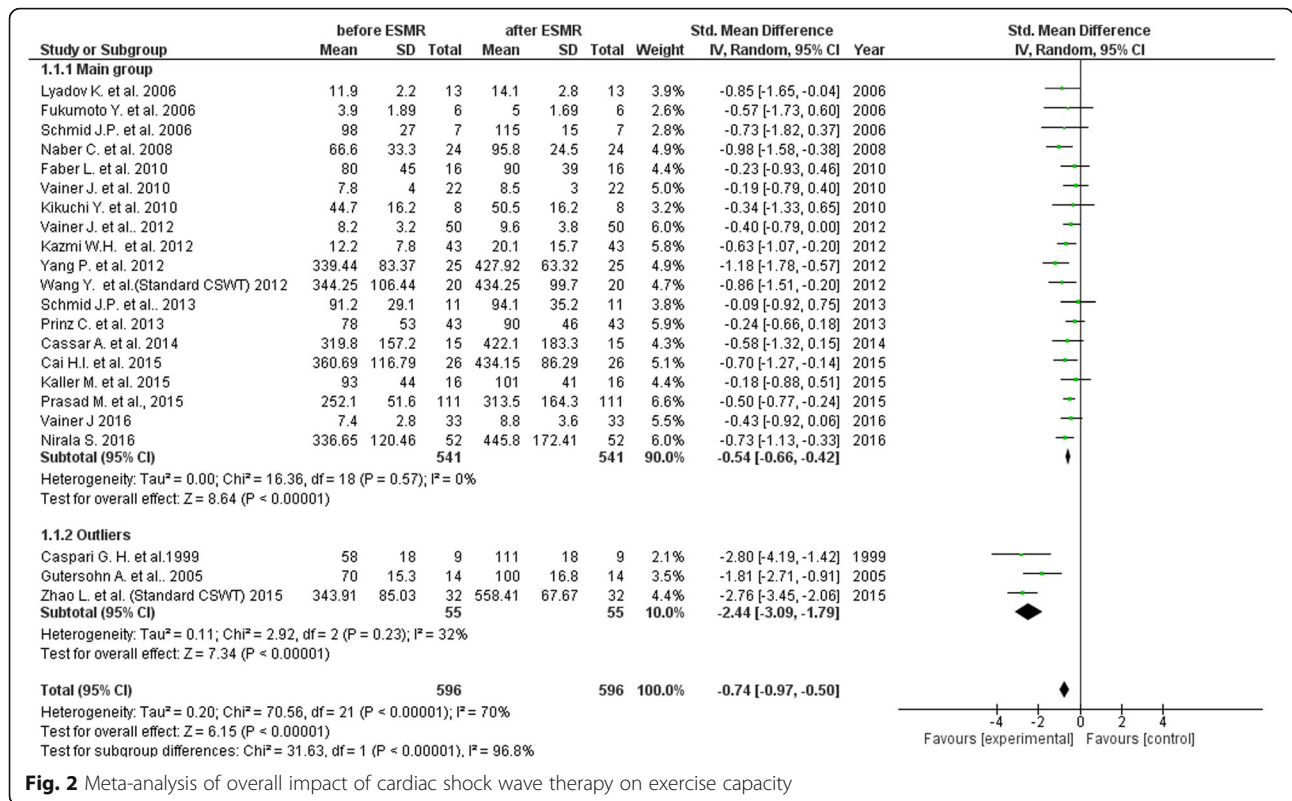 before ESMR after ESMR Std. Mean Difference Std. Mean Difference
Study or Subgroup Mean SD Total Mean SD Total Weight IV, Random, 95% CI Year IV, Random, 95% CI
1.1.1 Main group
Lyadov K. et al. 2006 11.9 2.2 13 14.1 2.8 13 3.9% -0.85 [-1.65, -0.04] 2006
Fukumoto Y. et al. 2006 3.9 1.89 6 5 1.69 6 2.6% -0.57 [-1.73, 0.60] 2006
Schmid J.P. et al. 2006 98 27 7 115 15 7 2.8% -0.73 [-1.82, 0.37] 2006
Naber C. et al. 2008 66.6 33.3 24 95.8 24.5 24 4.9% -0.98 [-1.58, -0.38] 2008
Faber L. et al. 2010 80 45 16 90 39 16 4.4% -0.23 [-0.93, 0.46] 2010
Vainer J. et al. 2010 7.8 4 22 8.5 3 22 5.0% -0.19 [-0.79, 0.40] 2010
Kikuchi Y. et al. 2010 44.7 16.2 8 50.5 16.2 8 3.2% -0.34 [-1.33, 0.65] 2010
Vainer J. et al.. 2012 8.2 3.2 50 9.6 3.8 50 6.0% -0.40 [-0.79, 0.00] 2012
Kazmi W.H. et al. 2012 12.2 7.8 43 20.1 15.7 43 5.8% -0.63 [-1.07, -0.20] 2012
Yang P. et al. 2012 339.44 83.37 25 427.92 63.32 25 4.9% -1.18 [-1.78, -0.57] 2012
Wang Y. et al.(Standard CSWT) 2012 344.25 106.44 20 434.25 99.7 20 4.7% -0.86 [-1.51, -0.20] 2012
Schmid J.P. et al.. 2013 91.2 29.1 11 94.1 35.2 11 3.8% -0.09 [-0.92, 0.75] 2013
Prinz C. et al. 2013 78 53 43 90 46 43 5.9% -0.24 [-0.66, 0.18] 2013
Cassar A. et al. 2014 319.8 157.2 15 422.1 183.3 15 4.3% -0.58 [-1.32, 0.15] 2014
Cai H.I. et al. 2015 360.69 116.79 26 434.15 86.29 26 5.1% -0.70 [-1.27, -0.14] 2015
Kaller M. et al. 2015 93 44 16 101 41 16 4.4% -0.18 [-0.88, 0.51] 2015
Prasad M. et al., 2015 252.1 51.6 111 313.5 164.3 111 6.6% -0.50 [-0.77, -0.24] 2015
Vainer J 2016 7.4 2.8 33 8.8 3.6 33 5.5% -0.43 [-0.92, 0.06] 2016
Nirala S. 2016 336.65 120.46 52 445.8 172.41 52 6.0% -0.73 [-1.13, -0.33] 2016
Subtotal (95% CI) 541 541 90.0% -0.54 [-0.66, -0.42]
Heterogeneity: Tau² = 0.00; Chi² = 16.36, df = 18 (P = 0.57); I² = 0%
Test for overall effect: Z = 8.64 (P < 0.00001)
1.1.2 Outliers
Caspari G. H. et al.1999 58 18 9 111 18 9 2.1% -2.80 [-4.19, -1.42] 1999
Gutersohn A. et al.. 2005 70 15.3 14 100 16.8 14 3.5% -1.81 [-2.71, -0.91] 2005
Zhao L. et al. (Standard CSWT) 2015 343.91 85.03 32 558.41 67.67 32 4.4% -2.76 [-3.45, -2.06] 2015
Subtotal (95% CI) 55 55 10.0% -2.44 [-3.09, -1.79]
Heterogeneity: Tau² = 0.11; Chi² = 2.92, df = 2 (P = 0.23); I² = 32%
Test for overall effect: Z = 7.34 (P < 0.00001)
Total (95% CI) 596 596 100.0% -0.74 [-0.97, -0.50]
Heterogeneity: Tau² = 0.20; Chi² = 70.56, df = 21 (P < 0.00001); I² = 70%
Test for overall effect: Z = 6.15 (P < 0.00001)
Test for subgroup differences: Chi² = 31.63, df = 1 (P < 0.00001), I² = 96.8%
-4 -2 0 2 4
Favours [experimental] Favours [control]
Fig. 2 Meta-analysis of overall impact of cardiac shock wave therapy on exercise capacity